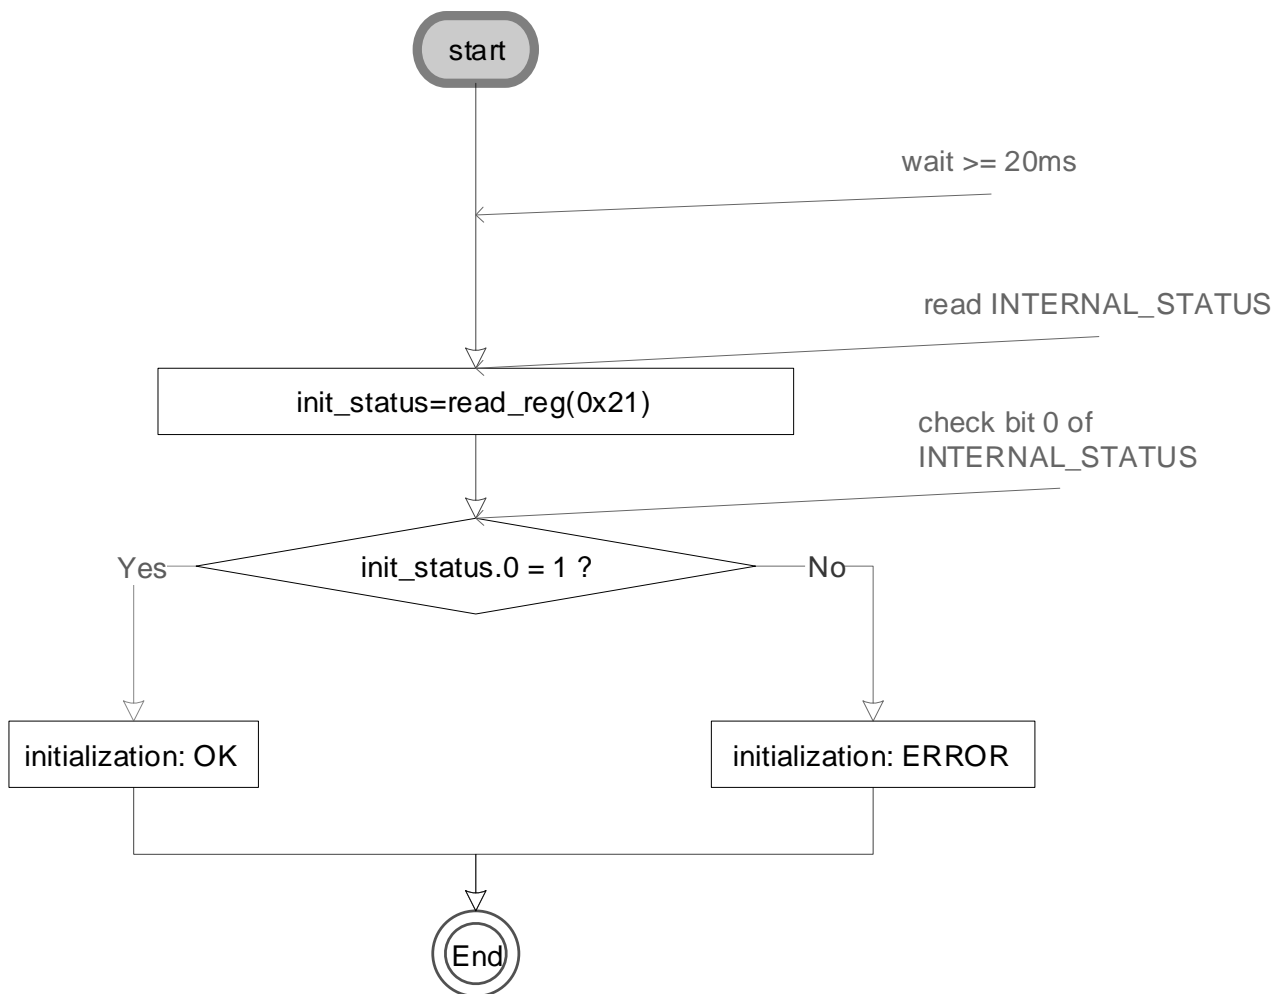 start
wait >= 20ms
read INTERNAL_STATUS
init_status=read_reg(0x21)
check bit 0 of
INTERNAL_STATUS
Yes
init_status.0 = 1 ?
No
initialization: OK
initialization: ERROR
End